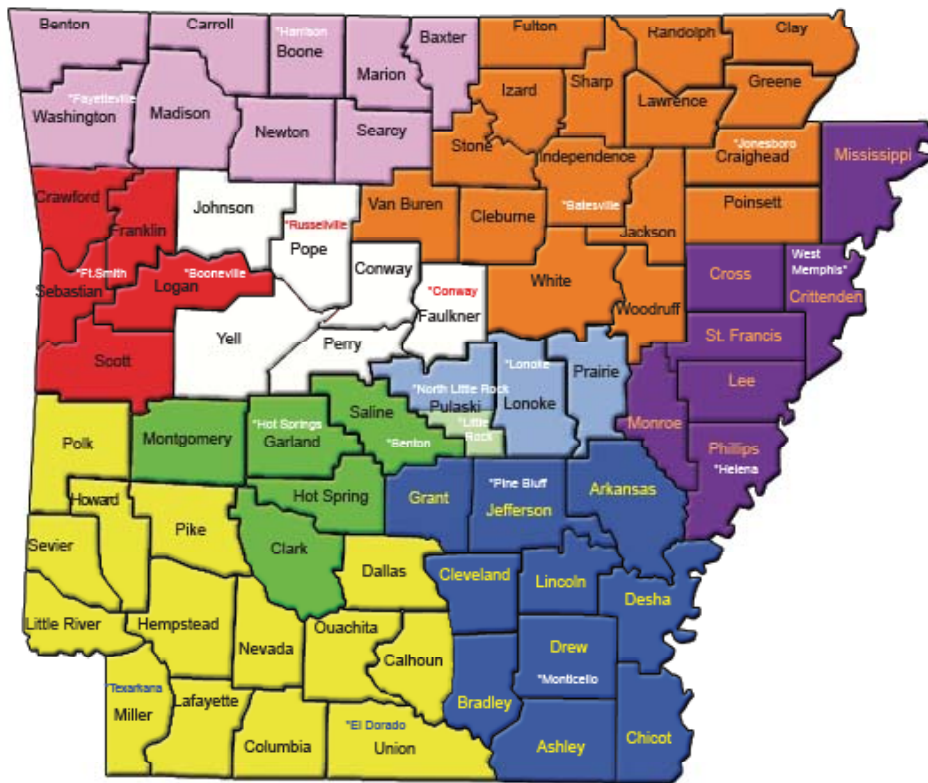 Benton
Carroll
*Harrison
Boone
Marion
Baxter
Fulton
Randolph
Clay
*Fayetteville
Washington
Madison
Newton
Searcy
Izard
Sharp
Lawrence
Greene
Stone
Independence
*Jonesboro
Craighead
Mississippi
Crawford
Franklin
Johnson
*Russellville
Pope
Van Buren
Cleburne
*Batesville
Jackson
Poinsett
*Ft.Smith
Sebastian
*Booneville
Logan
Conway
*Conway
Faulkner
White
Woodruff
Cross
West
Memphis*
Crittenden
Scott
Yell
Perry
St. Francis
*North Little Rock
Pulaski
*Lonoke
Lonoke
Prairie
Lee
Polk
Montgomery
*Hot Springs
Garland
Saline
*Benton
*Little
Rock
Monroe
Phillips
*Helena
Howard
Pike
Hot Spring
Grant
*Pine Bluff
Jefferson
Arkansas
Sevier
Clark
Dallas
Cleveland
Lincoln
Desha
Little River
Hempstead
Nevada
Ouachita
Calhoun
Drew
*Monticello
*Texarkana
Miller
Lafayette
Columbia
*El Dorado
Union
Bradley
Ashley
Chicot